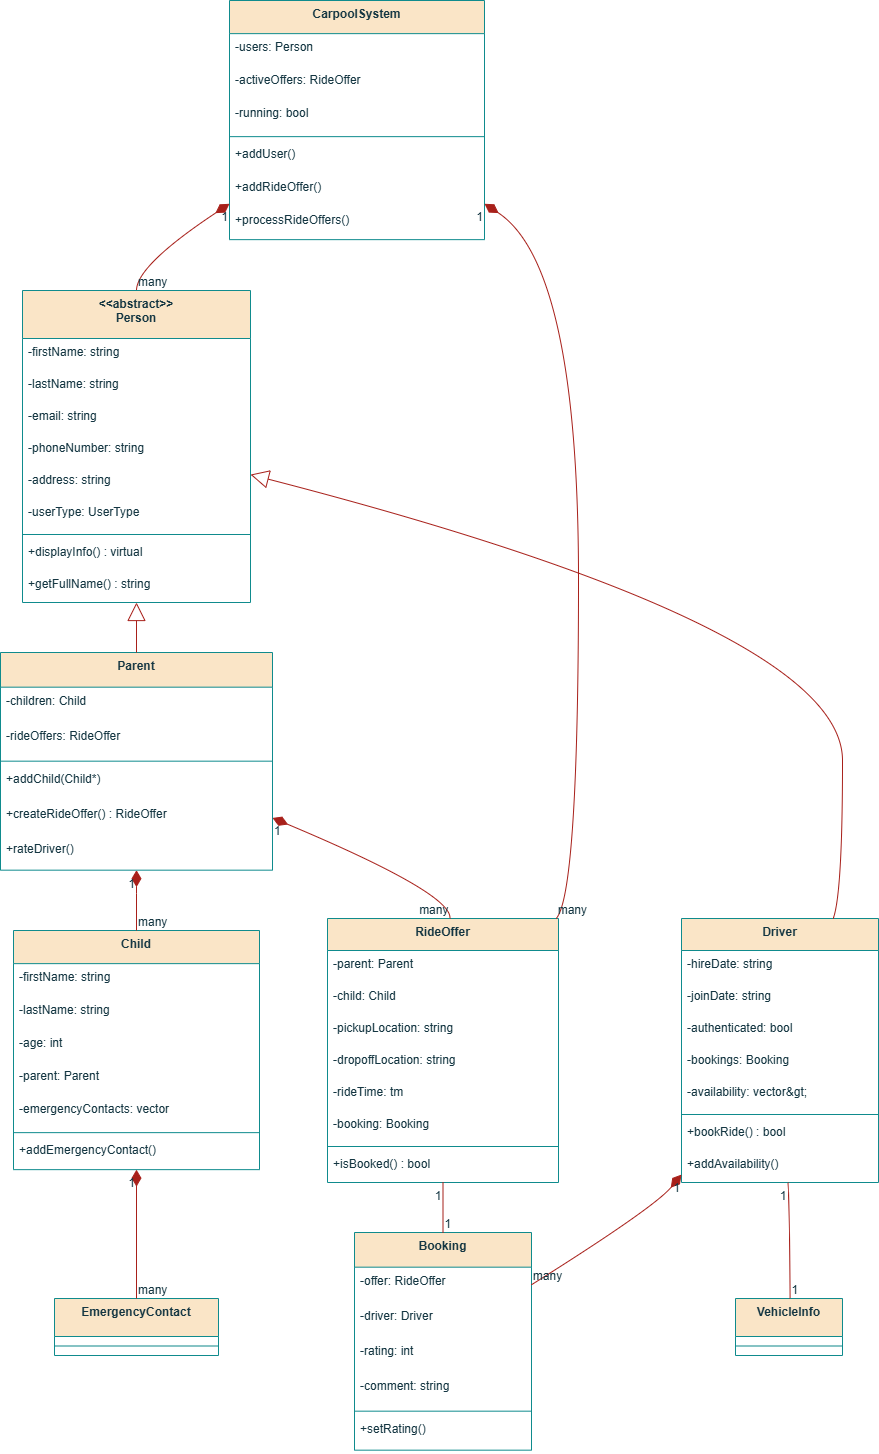 CarpoolSystem
-users: Person
-activeOffers: RideOffer
-running: bool
+addUser()
+addRideOffer()
+processRideOffers()
1
1
many
<<abstract>>
Person
-firstName: string
-lastName: string
-email: string
-phoneNumber: string
-address: string
-userType: UserType
+displayInfo() : virtual
+getFullName() : string
Parent
-children: Child
-rideOffers: RideOffer
+addChild(Child*)
+createRideOffer() : RideOffer
+rateDriver()
1
1
many
many
many
Child
-firstName: string
-lastName: string
-age: int
-parent: Parent
-emergencyContacts: vector
+addEmergencyContact()
1
many
RideOffer
-parent: Parent
-child: Child
-pickupLocation: string
-dropoffLocation: string
-rideTime: tm
-booking: Booking
+isBooked() : bool
1
1
Driver
-hireDate: string
-joinDate: string
-authenticated: bool
-bookings: Booking
-availability: vector&gt;
+bookRide() : bool
+addAvailability()
1
1
many
1
EmergencyContact
Booking
-offer: RideOffer
-driver: Driver
-rating: int
-comment: string
+setRating()
VehicleInfo